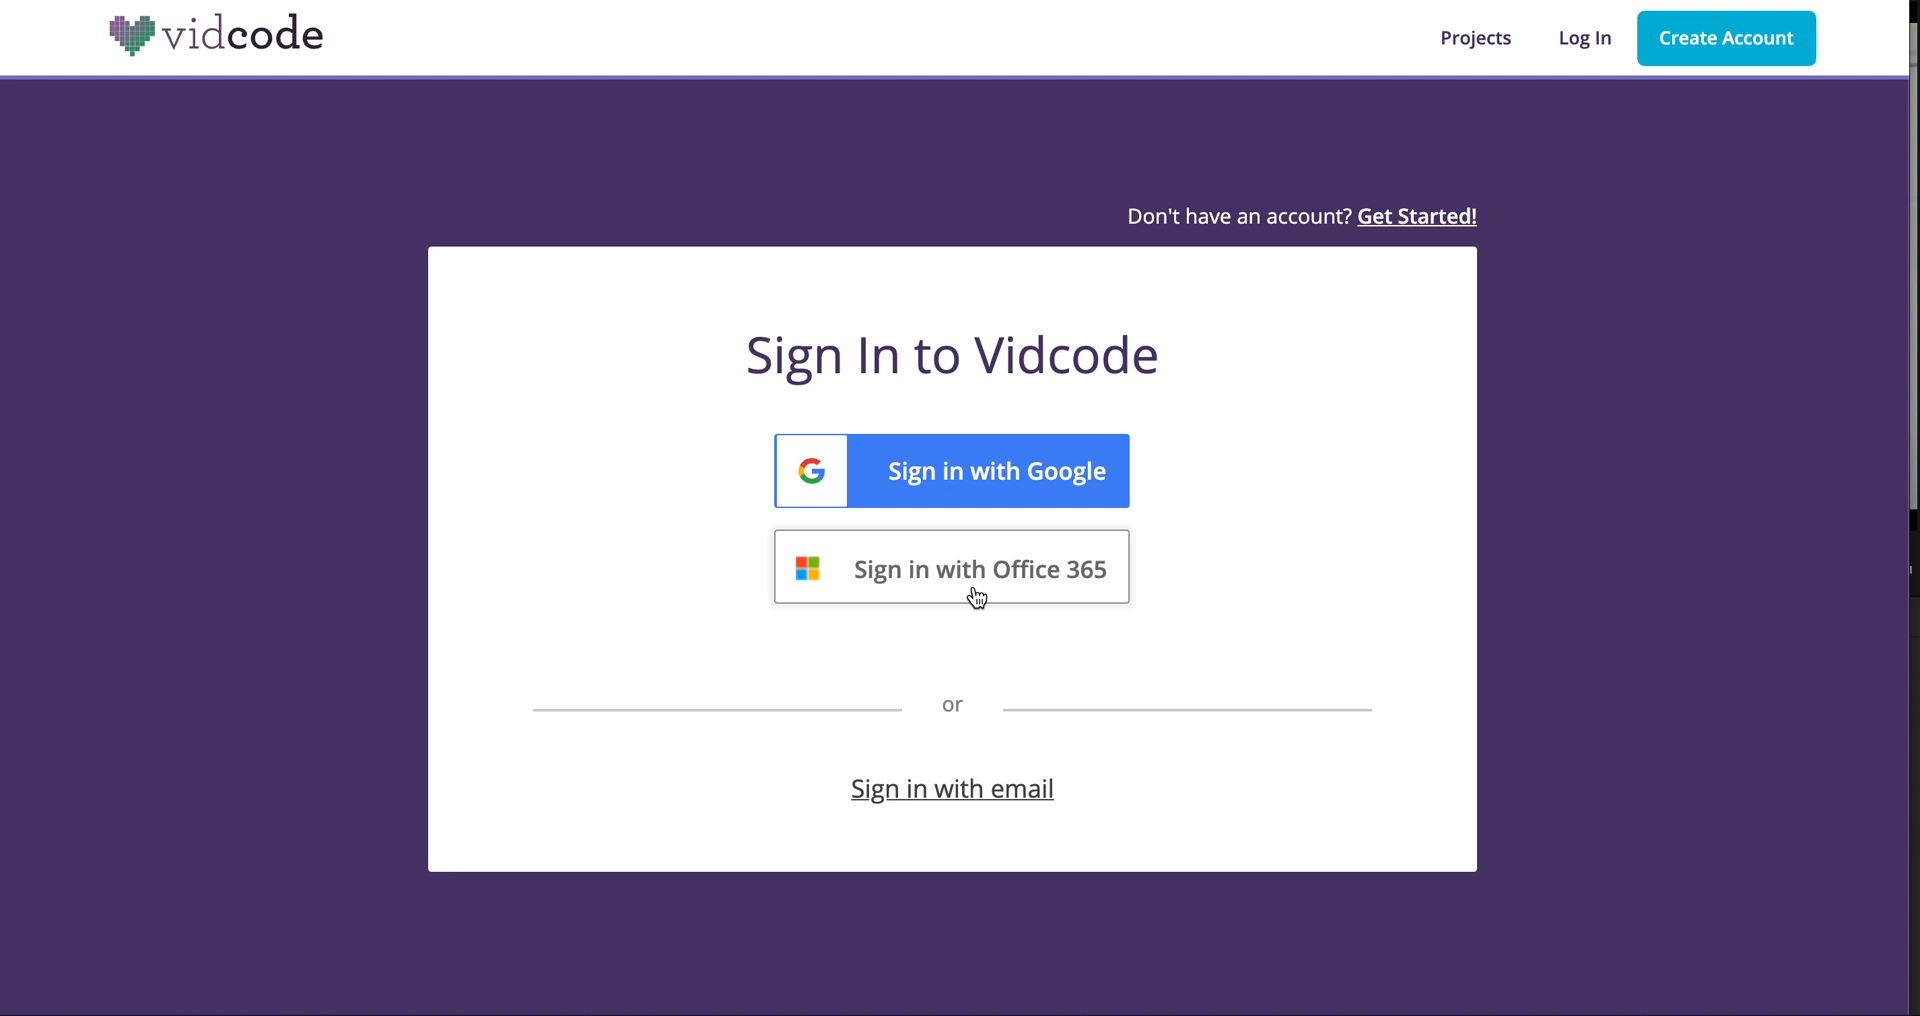 vidcode
Projects
Log In
Create Account
Don't have an account? Get Started!
Sign In to Vidcode
Sign in with Google
Sign in with Office 365
or
Sign in with email